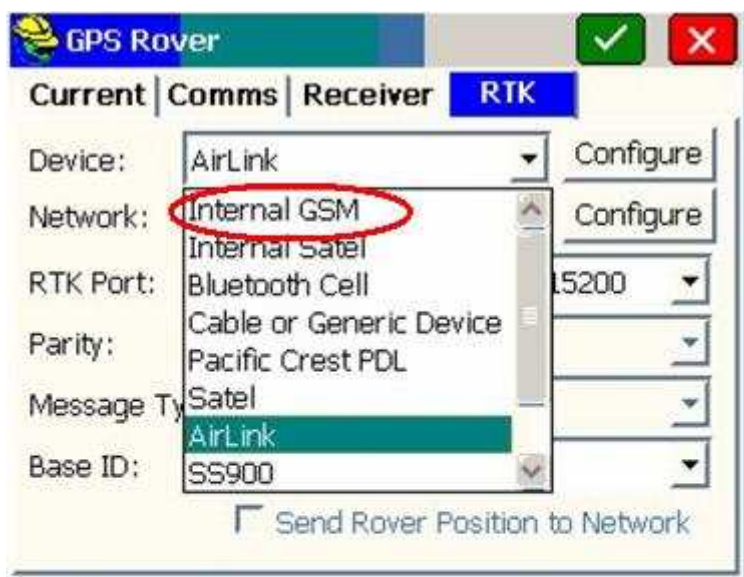 GPS Rover
Current Comms Receiver RTK
Device: AirLink Configure
Network: Internal GSM Configure
Internal Satel
RTK Port: Bluetooth Cell 15200
Cable or Generic Device
Parity:
Pacific Crest PDL
Message Ty Satel
AirLink
Base ID: SS900
Send Rover Position to Network